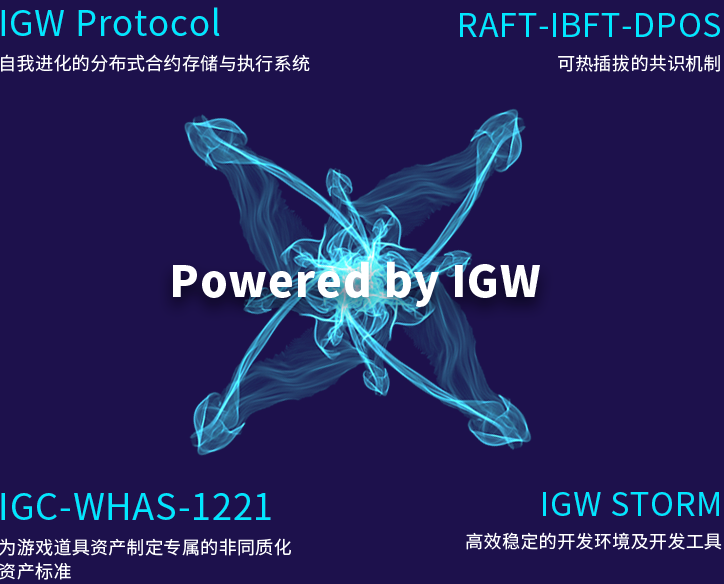 IGW Protocol
自我进化的分布式合约存储与执行系统
RAFT-IBFT-DPOS
可热插拔的共识机制
Powered by IGW
IGC-WHAS-1221
为游戏道具资产制定专属的非同质化
资产标准
IGW STORM
高效稳定的开发环境及开发工具